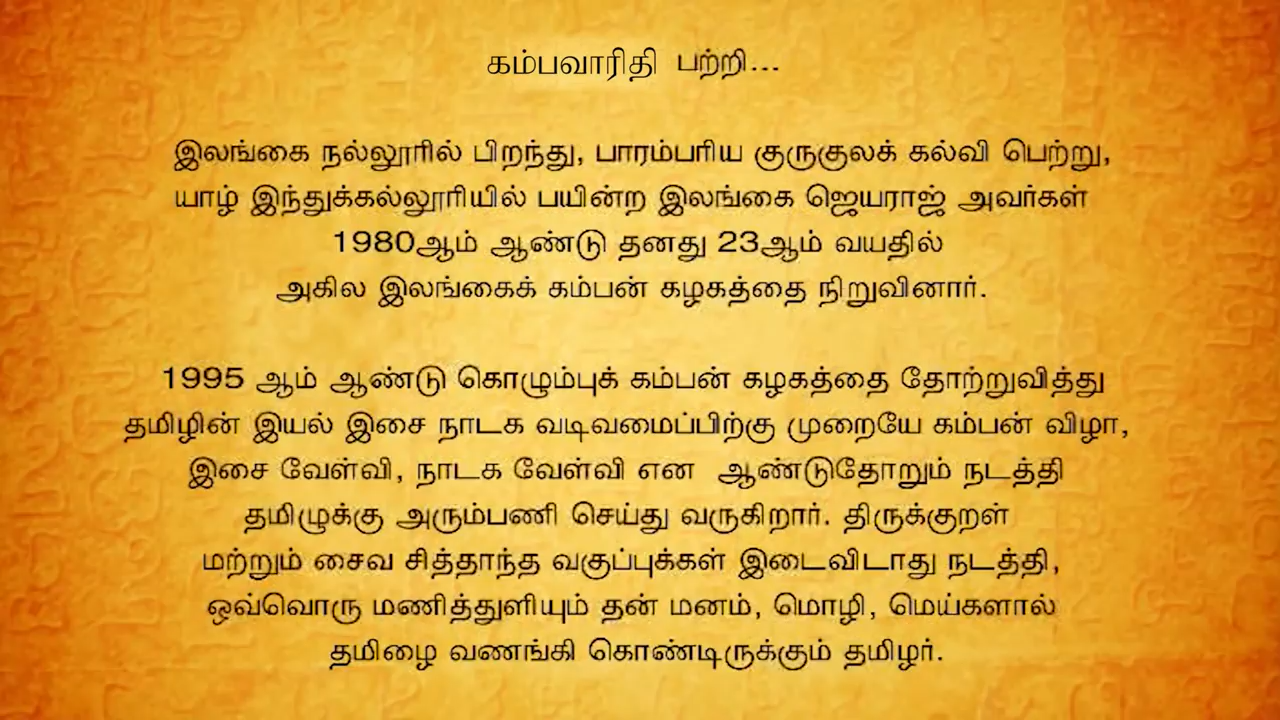 கம்பவாரிதி பற்றி...
இலங்கை நல்லூரில் பிறந்து, பாரம்பரிய குருகுலக் கல்வி பெற்று,
யாழ் இந்துக்கல்லூரியில் பயின்ற இலங்கை ஜெயராஜ் அவர்கள்
1980ஆம் ஆண்டு தனது 23ஆம் வயதில்
அகில இலங்கைக் கம்பன் கழகத்தை நிறுவினார்.
1995 ஆம் ஆண்டு கொழும்புக் கம்பன் கழகத்தை தோற்றுவித்து
தமிழின் இயல் இசை நாடக வடிவமைப்பிற்கு முறையே கம்பன் விழா,
இசை வேள்வி, நாடக வேள்வி என ஆண்டுதோறும் நடத்தி
தமிழுக்கு அரும்பணி செய்து வருகிறார். திருக்குறள்
மற்றும் சைவ சித்தாந்த வகுப்புக்கள் இடைவிடாது நடத்தி,
ஒவ்வொரு மணித்துளியும் தன் மனம், மொழி, மெய்களால்
தமிழை வணங்கி கொண்டிருக்கும் தமிழர்.